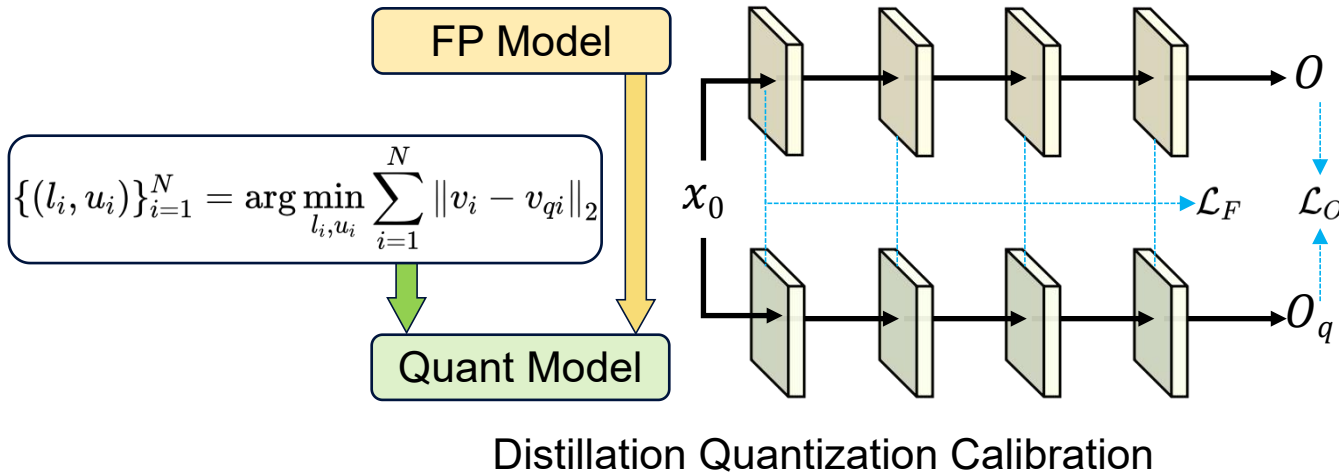 FP Model
{(l_i, u_i)}_{i=1}^N = arg min_{l_i, u_i} ∑_{i=1}^N ‖v_i − v_{qi}‖_2
Quant Model
x_0
O
ℒ_F
ℒ_O
O_q
Distillation Quantization Calibration